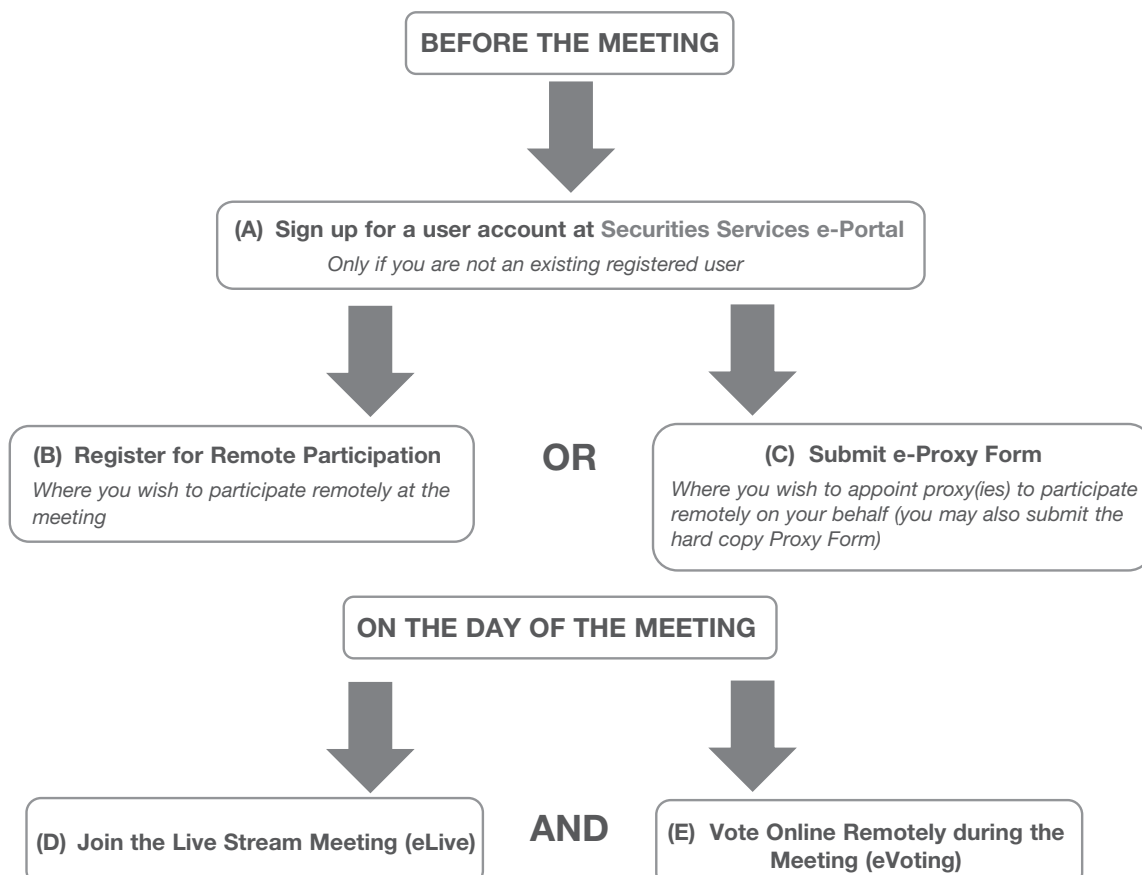 BEFORE THE MEETING
(A) Sign up for a user account at Securities Services e-Portal
Only if you are not an existing registered user
(B) Register for Remote Participation
Where you wish to participate remotely at the
meeting
OR
(C) Submit e-Proxy Form
Where you wish to appoint proxy(ies) to participate
remotely on your behalf (you may also submit the
hard copy Proxy Form)
ON THE DAY OF THE MEETING
(D) Join the Live Stream Meeting (eLive)
AND
(E) Vote Online Remotely during the
Meeting (eVoting)